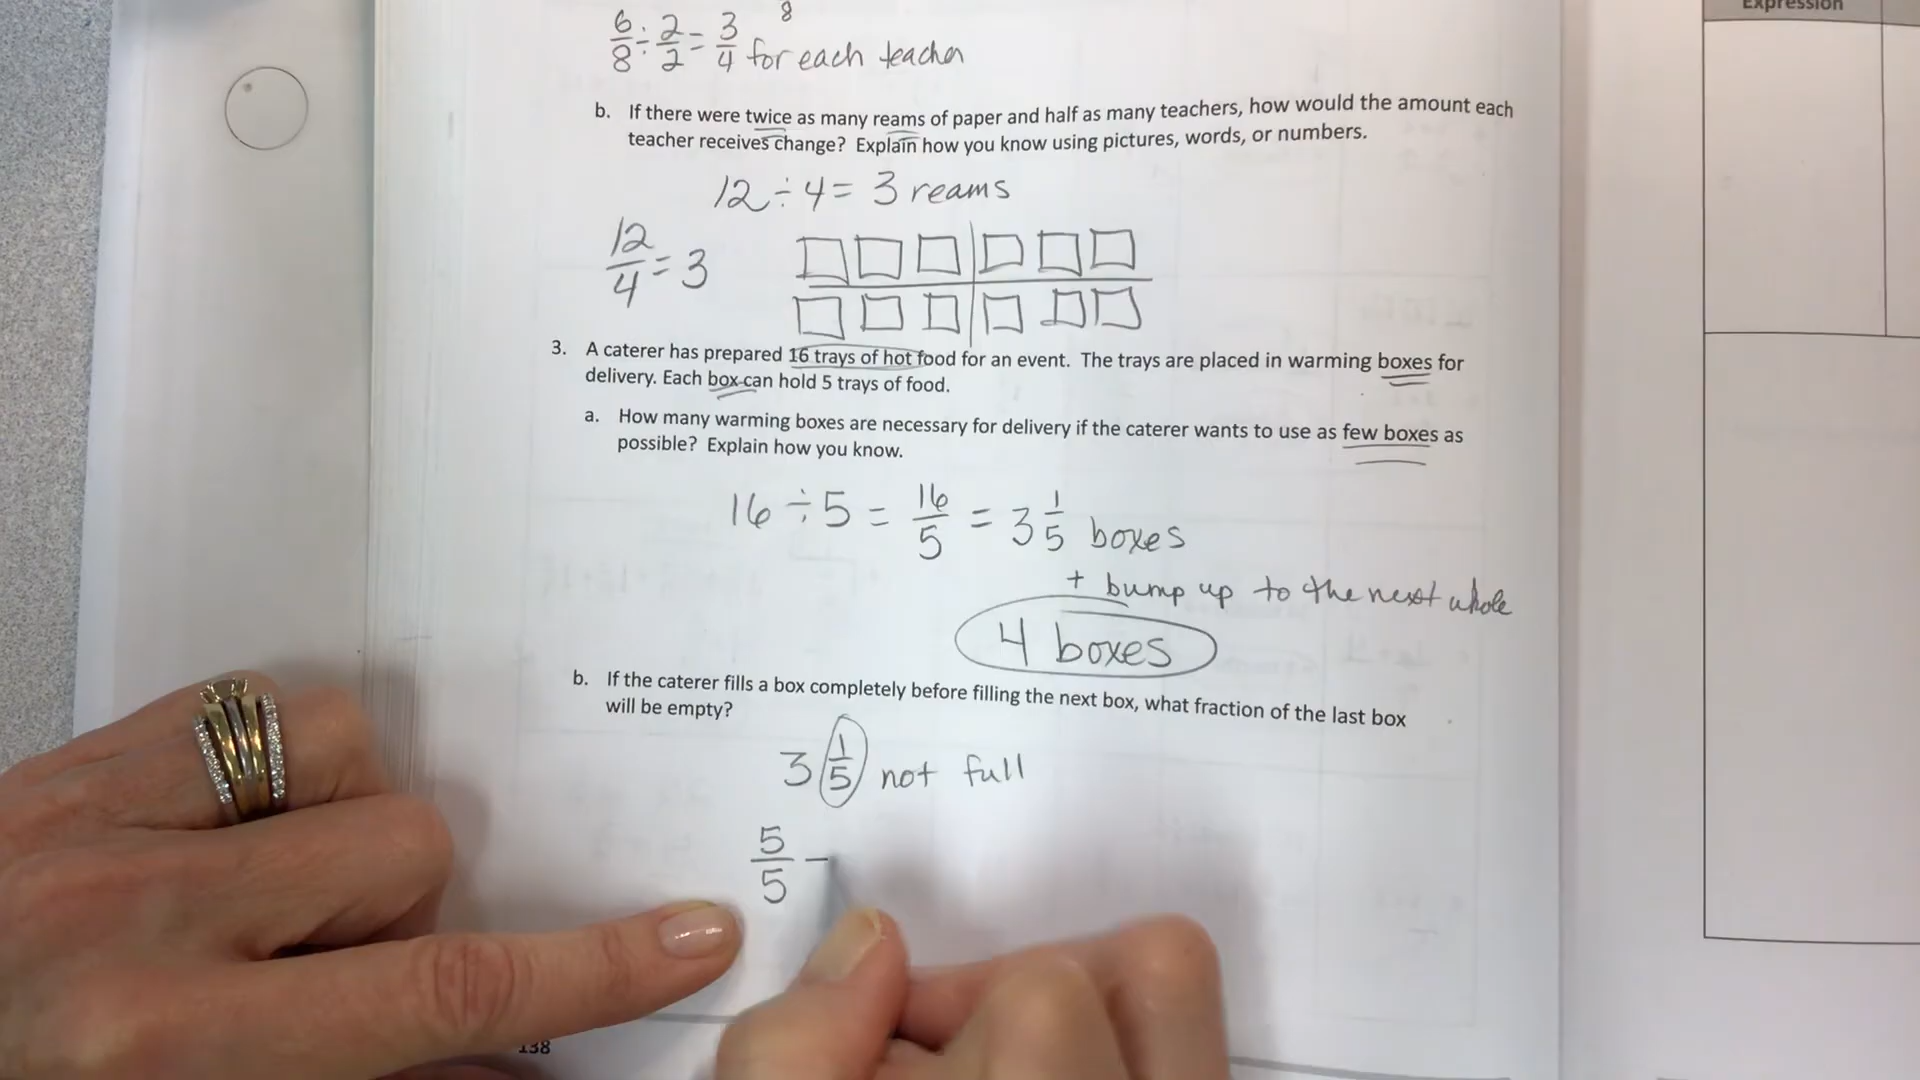 Expression
6/8 ÷ 2/2 = 3/4 for each teacher
8
b. If there were twice as many reams of paper and half as many teachers, how would the amount each
teacher receives change? Explain how you know using pictures, words, or numbers.
12 ÷ 4 = 3 reams
12/4 = 3
3. A caterer has prepared 16 trays of hot food for an event. The trays are placed in warming boxes for
delivery. Each box can hold 5 trays of food.
a. How many warming boxes are necessary for delivery if the caterer wants to use as few boxes as
possible? Explain how you know.
16 ÷ 5 = 16/5 = 3 1/5 boxes
+ bump up to the next whole
4 boxes
b. If the caterer fills a box completely before filling the next box, what fraction of the last box
will be empty?
3 1/5 not full
5/5 –
138